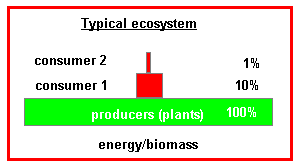 Typical ecosystem
consumer 2 1%
consumer 1 10%
producers (plants) 100%
energy/biomass